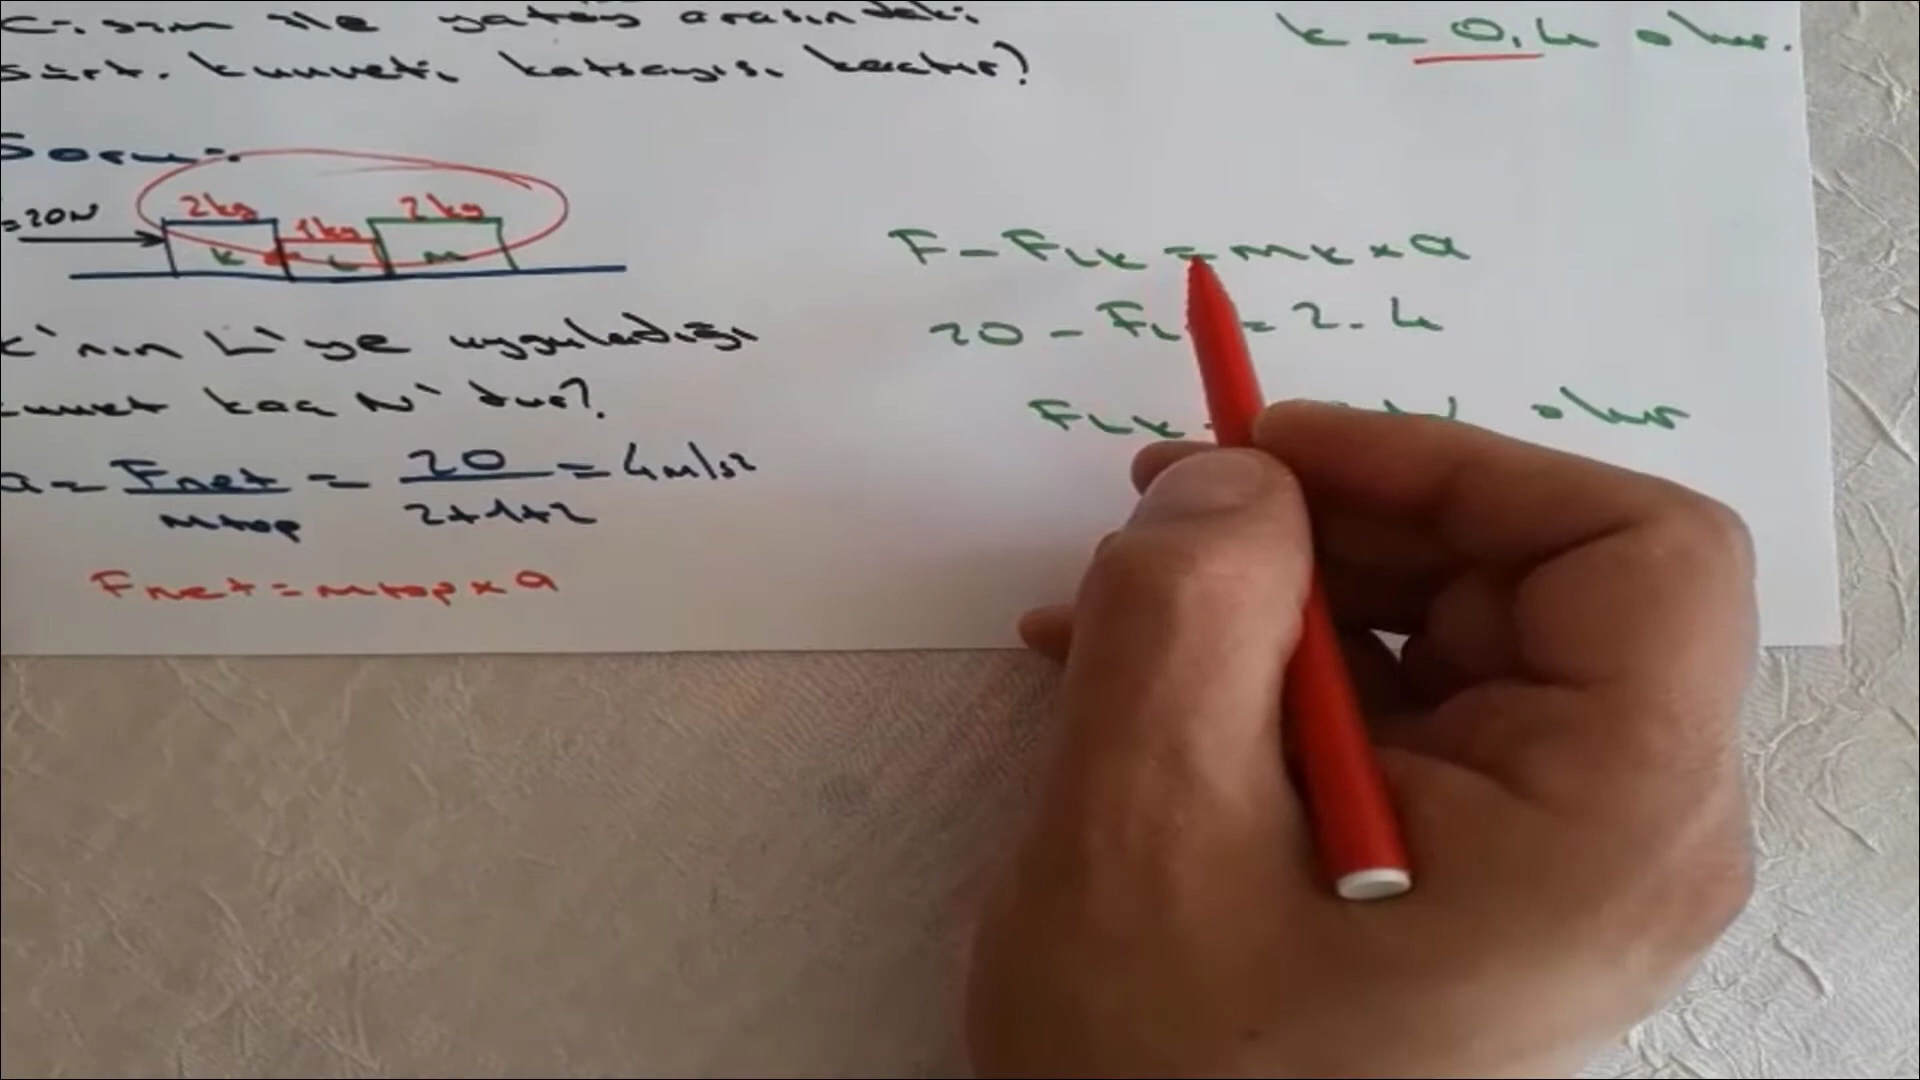 Cisim ile yatay arasındaki
sürt. kuvveti katsayısı kaçtır?
k = 0,4 olur.
Soru:
=20N
2kg 1kg 2kg
K L M
K'nın L'ye uyguladığı
kuvvet kaç N'dur?
a = Fnet / mtop = 20 / 2+1+2 = 4m/s²
Fnet = mtop x a
F - FLK = mK x a
20 - FL = 2.4
FLK olur